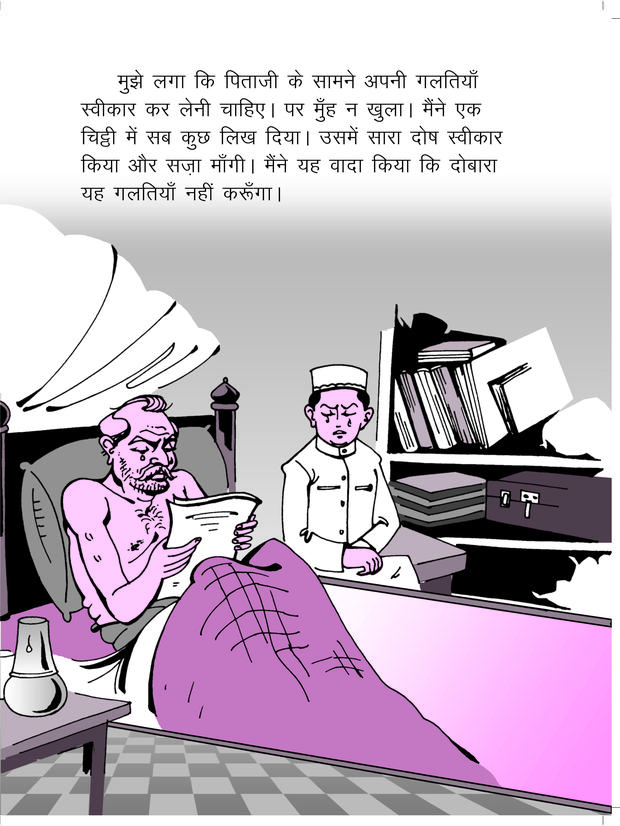 मुझे लगा कि पिताजी के सामने अपनी गलतियाँ
स्वीकार कर लेनी चाहिए। पर मुँह न खुला। मैंने एक
चिट्ठी में सब कुछ लिख दिया। उसमें सारा दोष स्वीकार
किया और सज़ा माँगी। मैंने यह वादा किया कि दोबारा
यह गलतियाँ नहीं करूँगा।